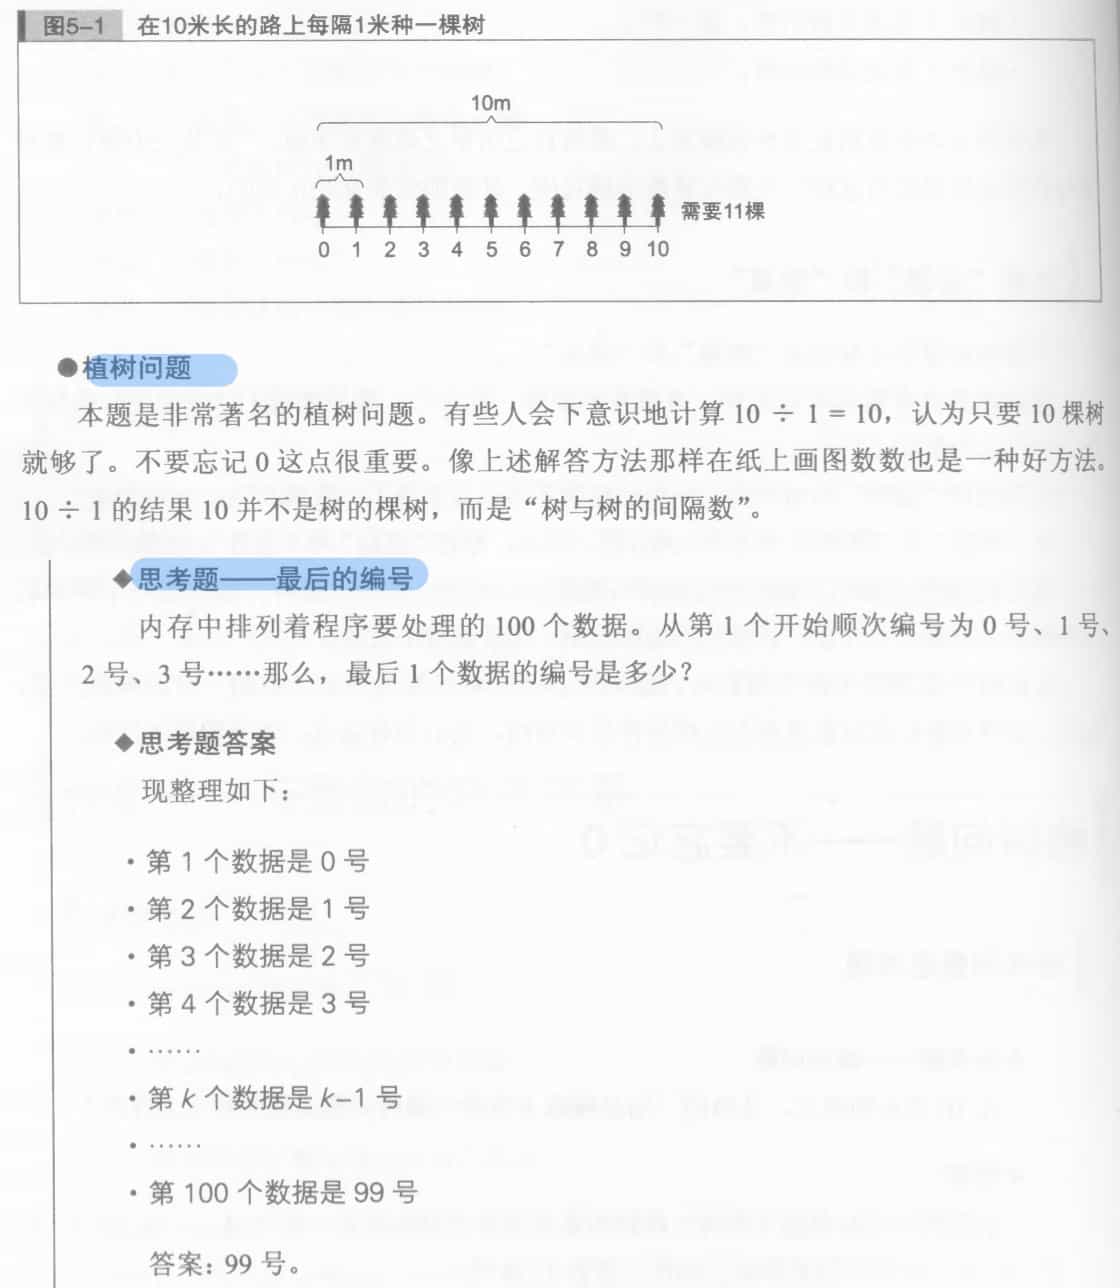 图5-1 在10米长的路上每隔1米种一棵树
10m
1m
需要11棵
0 1 2 3 4 5 6 7 8 9 10
●植树问题
本题是非常著名的植树问题。有些人会下意识地计算 10 ÷ 1 = 10，认为只要 10 棵树
就够了。不要忘记 0 这点很重要。像上述解答方法那样在纸上画图数数也是一种好方法。
10 ÷ 1 的结果 10 并不是树的棵树，而是“树与树的间隔数”。
◆思考题——最后的编号
内存中排列着程序要处理的 100 个数据。从第 1 个开始顺次编号为 0 号、1 号、
2 号、3 号……那么，最后 1 个数据的编号是多少？
◆思考题答案
现整理如下：
· 第 1 个数据是 0 号
· 第 2 个数据是 1 号
· 第 3 个数据是 2 号
· 第 4 个数据是 3 号
· ……
· 第 k 个数据是 k-1 号
· ……
· 第 100 个数据是 99 号
答案：99 号。